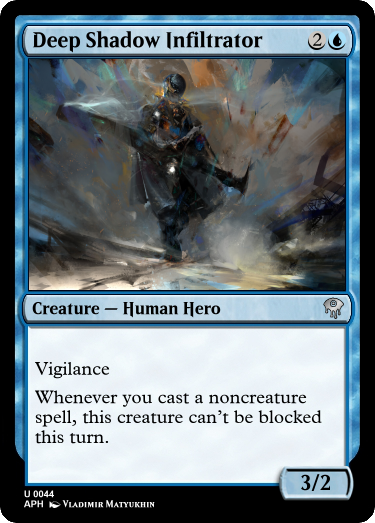 Deep Shadow Infiltrator 2
Creature — Human Hero
Vigilance
Whenever you cast a noncreature
spell, this creature can't be blocked
this turn.
3/2
U 0044
APH Vladimir Matyukhin